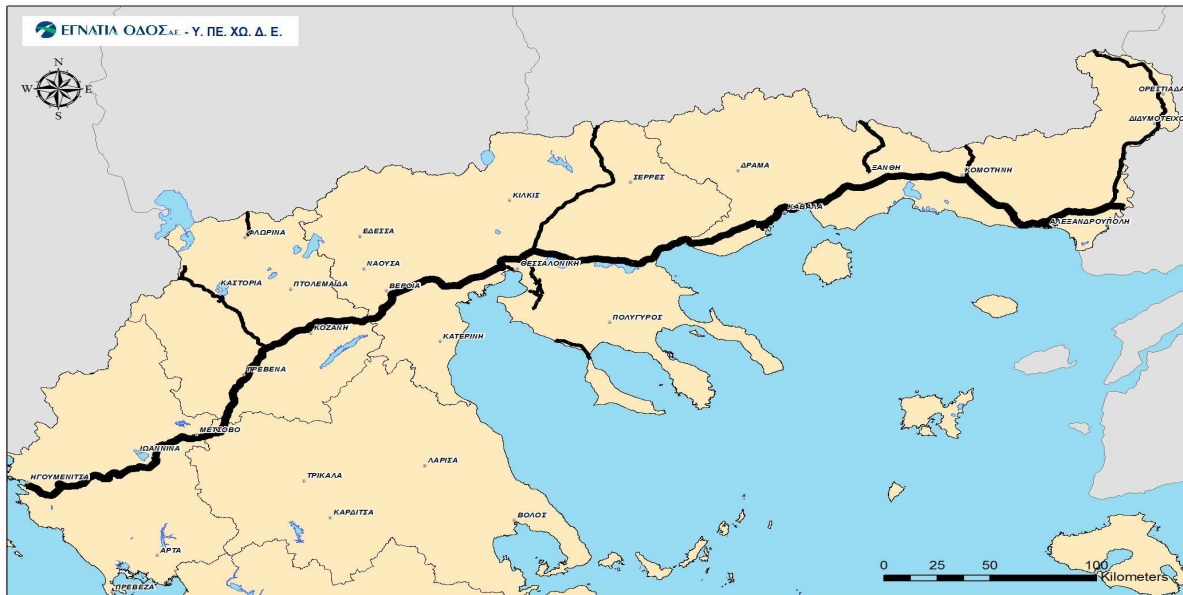 ΕΓΝΑΤΙΑ ΟΔΟΣ Α.Ε. - Υ. ΠΕ. ΧΩ. Δ. Ε.
N
W E
S
ΟΡΕΣΤΙΑΔΑ
ΔΙΔΥΜΟΤΕΙΧΟ
ΔΡΑΜΑ
ΞΑΝΘΗ
ΚΟΜΟΤΗΝΗ
ΣΕΡΡΕΣ
ΚΙΛΚΙΣ
ΚΑΒΑΛΑ
ΑΛΕΞΑΝΔΡΟΥΠΟΛΗ
ΦΛΩΡΙΝΑ
ΕΔΕΣΣΑ
ΘΕΣΣΑΛΟΝΙΚΗ
ΝΑΟΥΣΑ
ΚΑΣΤΟΡΙΑ
ΠΤΟΛΕΜΑΪΔΑ
ΒΕΡΟΙΑ
ΠΟΛΥΓΥΡΟΣ
ΚΟΖΑΝΗ
ΚΑΤΕΡΙΝΗ
ΓΡΕΒΕΝΑ
ΜΕΤΣΟΒΟ
ΙΩΑΝΝΙΝΑ
ΛΑΡΙΣΑ
ΗΓΟΥΜΕΝΙΤΣΑ
ΤΡΙΚΑΛΑ
ΚΑΡΔΙΤΣΑ
ΒΟΛΟΣ
ΑΡΤΑ
ΠΡΕΒΕΖΑ
0 25 50 100
Kilometers